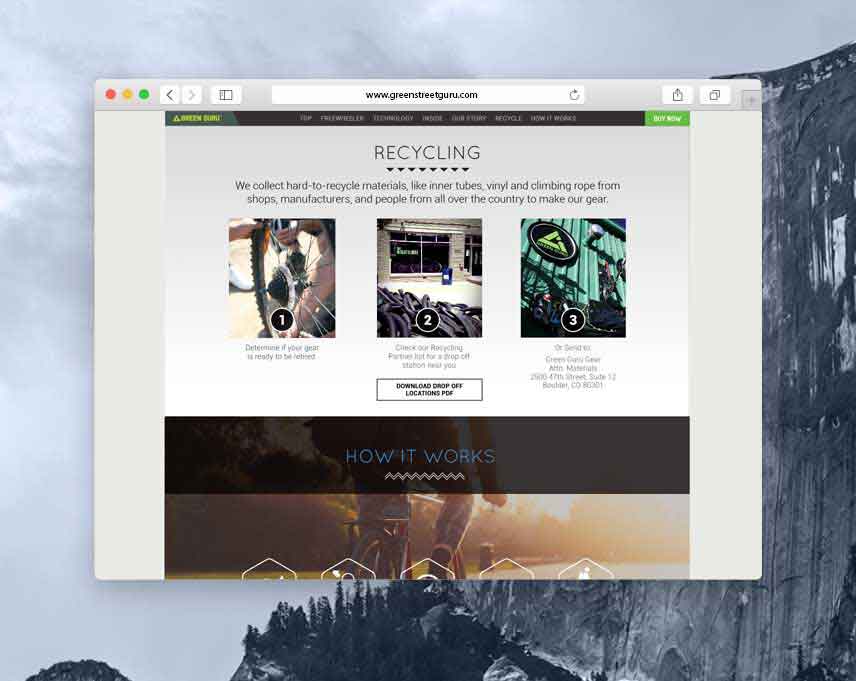 www.greenstreetguru.com
GREEN GURU
TOP FREEWHEELER TECHNOLOGY INSIDE OUR STORY RECYCLE HOW IT WORKS
BUY NOW
RECYCLING
We collect hard-to-recycle materials, like inner tubes, vinyl and climbing rope from
shops, manufacturers, and people from all over the country to make our gear.
1
Determine if your gear
is ready to be retired
2
Check our Recycling
Partner list for a drop off
station near you
DOWNLOAD DROP OFF
LOCATIONS PDF
3
Or Send to:
Green Guru Gear
Attn. Materials
2500 47th Street, Suite 12
Boulder, CO 80301
HOW IT WORKS